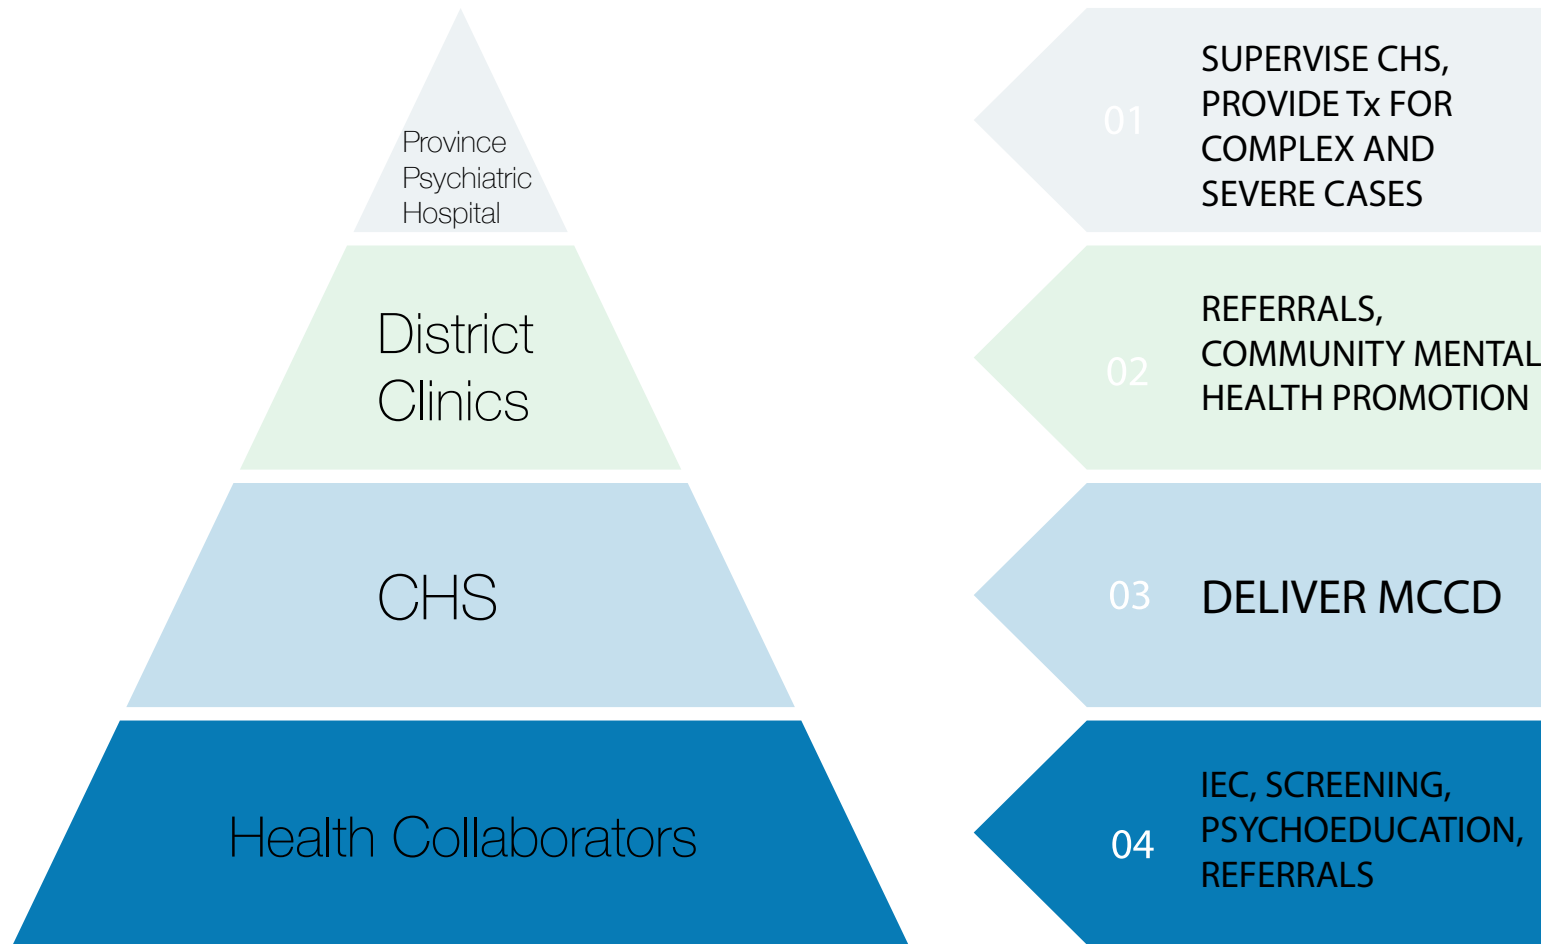 Province
Psychiatric
Hospital
01
SUPERVISE CHS,
PROVIDE Tx FOR
COMPLEX AND
SEVERE CASES
District
Clinics
02
REFERRALS,
COMMUNITY MENTAL
HEALTH PROMOTION
CHS
03
DELIVER MCCD
Health Collaborators
04
IEC, SCREENING,
PSYCHOEDUCATION,
REFERRALS